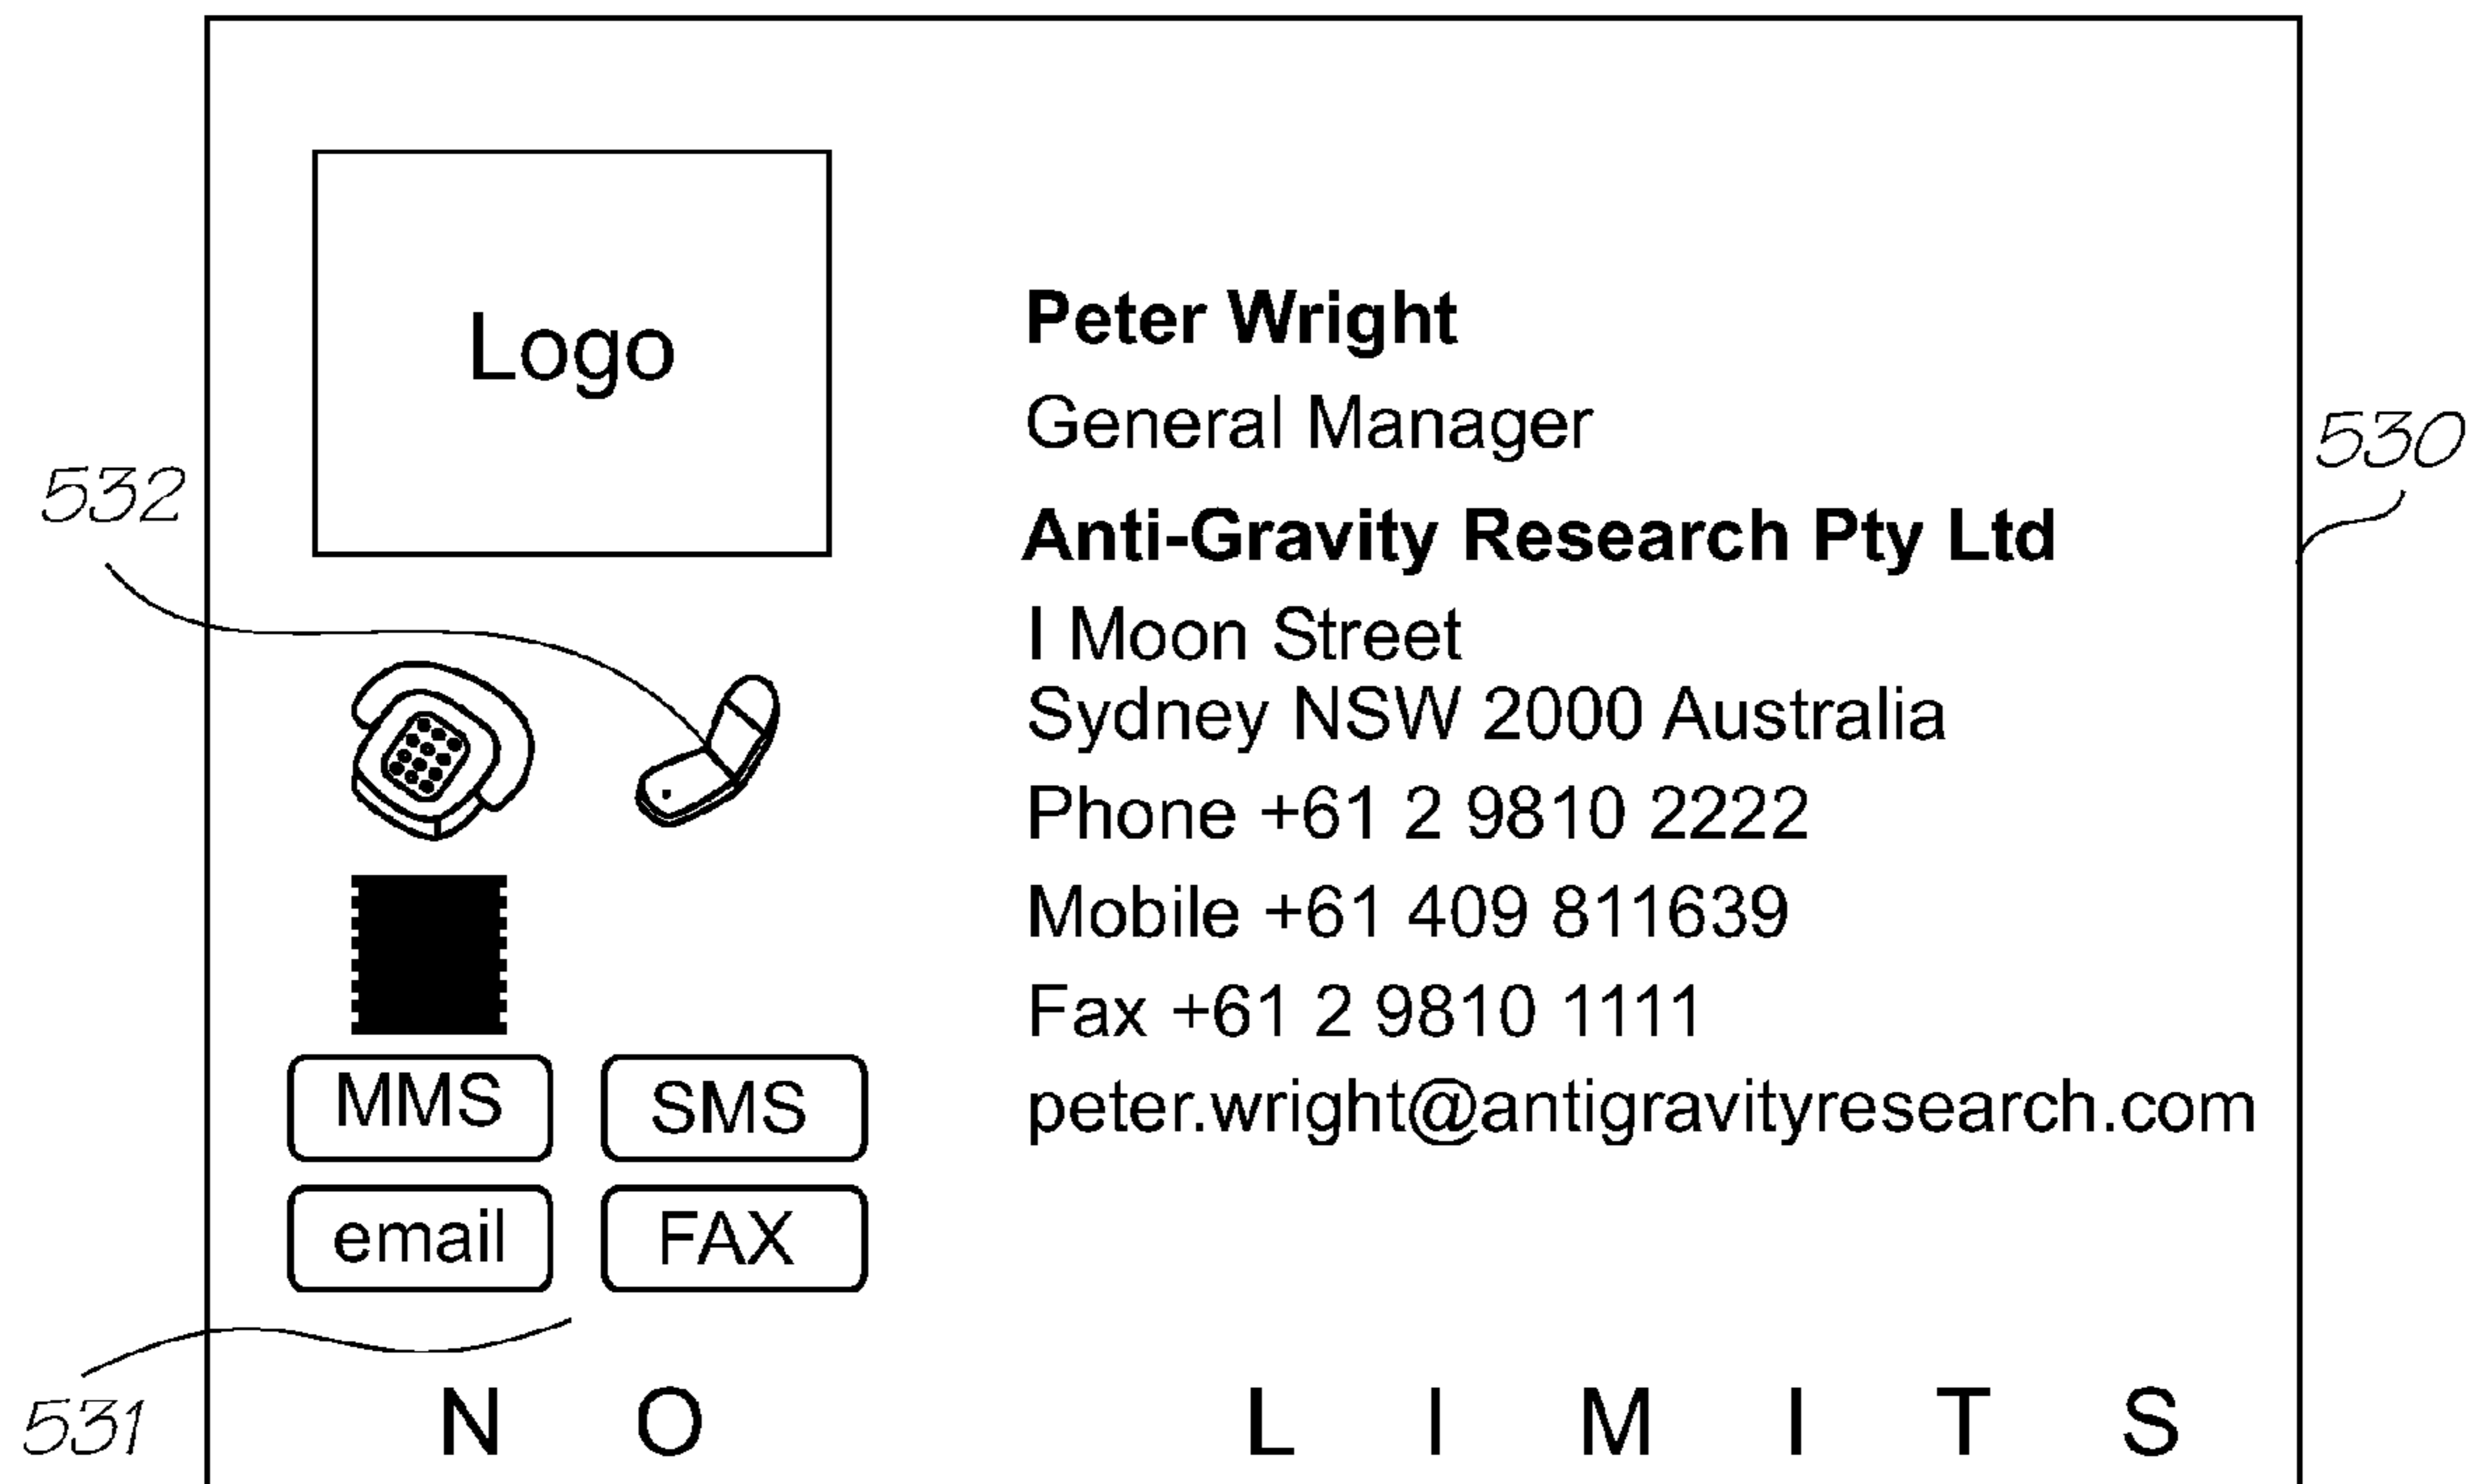 Logo
Peter Wright
General Manager
Anti-Gravity Research Pty Ltd
I Moon Street
Sydney NSW 2000 Australia
Phone +61 2 9810 2222
Mobile +61 409 811639
Fax +61 2 9810 1111
peter.wright@antigravityresearch.com
532
530
MMS SMS
email FAX
531
NO LIMITS